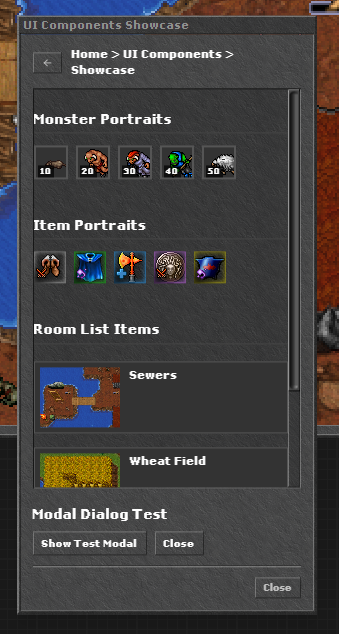 UI Components Showcase
←
Home > UI Components >
Showcase
Monster Portraits
10 20 30 40 50
Item Portraits
Room List Items
Sewers
Wheat Field
Modal Dialog Test
Show Test Modal Close
Close